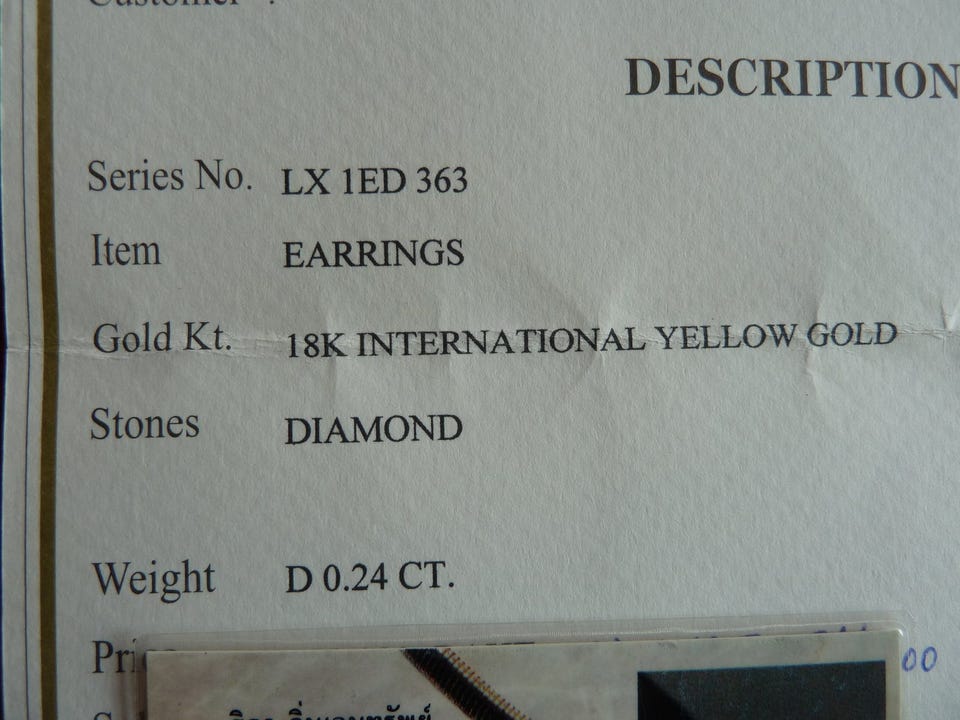 DESCRIPTION
Series No. LX 1ED 363
Item EARRINGS
Gold Kt. 18K INTERNATIONAL YELLOW GOLD
Stones DIAMOND
Weight D 0.24 CT.
00